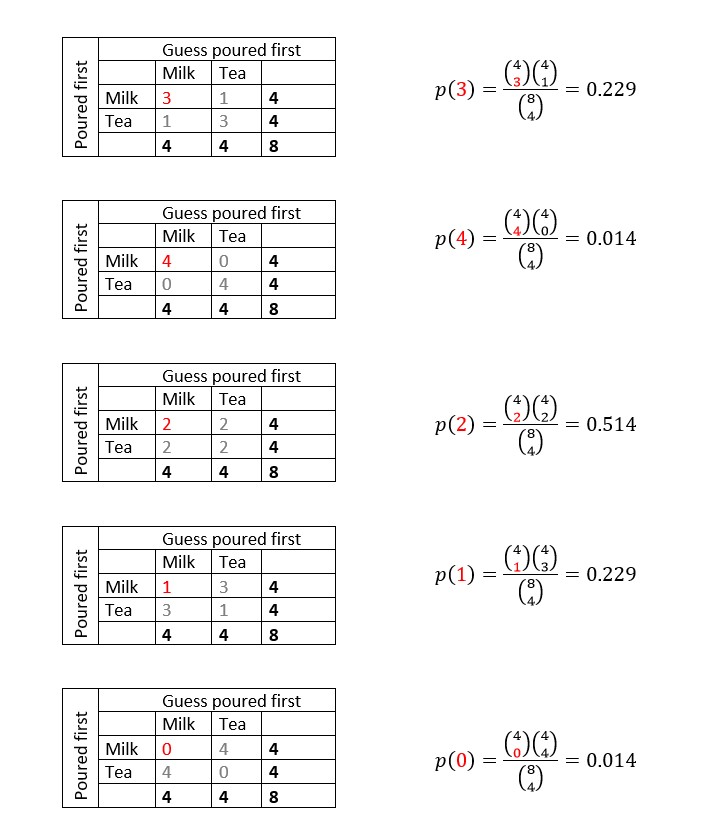 Poured first
Guess poured first
Milk Tea
Milk 3 1 4
Tea 1 3 4
4 4 8
p(3) = \frac{\binom{4}{3}\binom{4}{1}}{\binom{8}{4}} = 0.229
Poured first
Guess poured first
Milk Tea
Milk 4 0 4
Tea 0 4 4
4 4 8
p(4) = \frac{\binom{4}{4}\binom{4}{0}}{\binom{8}{4}} = 0.014
Poured first
Guess poured first
Milk Tea
Milk 2 2 4
Tea 2 2 4
4 4 8
p(2) = \frac{\binom{4}{2}\binom{4}{2}}{\binom{8}{4}} = 0.514
Poured first
Guess poured first
Milk Tea
Milk 1 3 4
Tea 3 1 4
4 4 8
p(1) = \frac{\binom{4}{1}\binom{4}{3}}{\binom{8}{4}} = 0.229
Poured first
Guess poured first
Milk Tea
Milk 0 4 4
Tea 4 0 4
4 4 8
p(0) = \frac{\binom{4}{0}\binom{4}{4}}{\binom{8}{4}} = 0.014